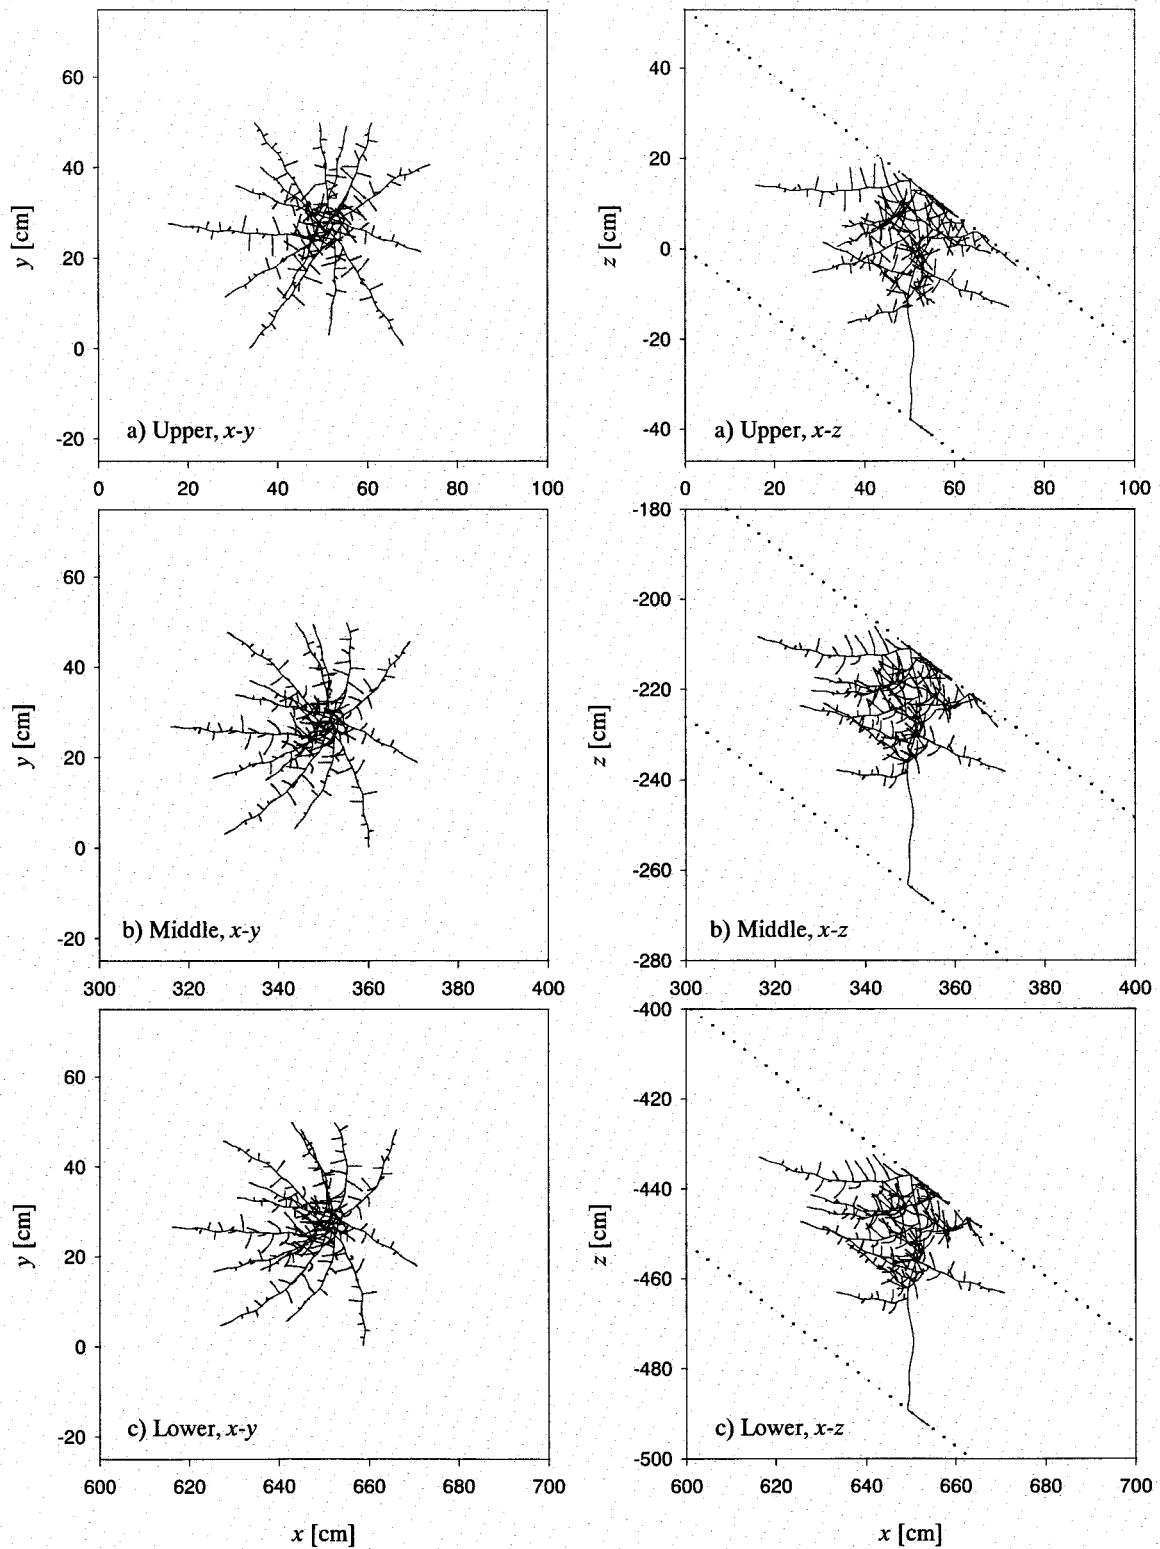 60
40
20
0
-20
y [cm]
a) Upper, x-y
0 20 40 60 80 100
40
20
0
-20
-40
z [cm]
a) Upper, x-z
0 20 40 60 80 100
60
40
20
0
-20
y [cm]
b) Middle, x-y
300 320 340 360 380 400
-180
-200
-220
-240
-260
-280
z [cm]
b) Middle, x-z
300 320 340 360 380 400
60
40
20
0
-20
y [cm]
c) Lower, x-y
600 620 640 660 680 700
x [cm]
-400
-420
-440
-460
-480
-500
z [cm]
c) Lower, x-z
600 620 640 660 680 700
x [cm]